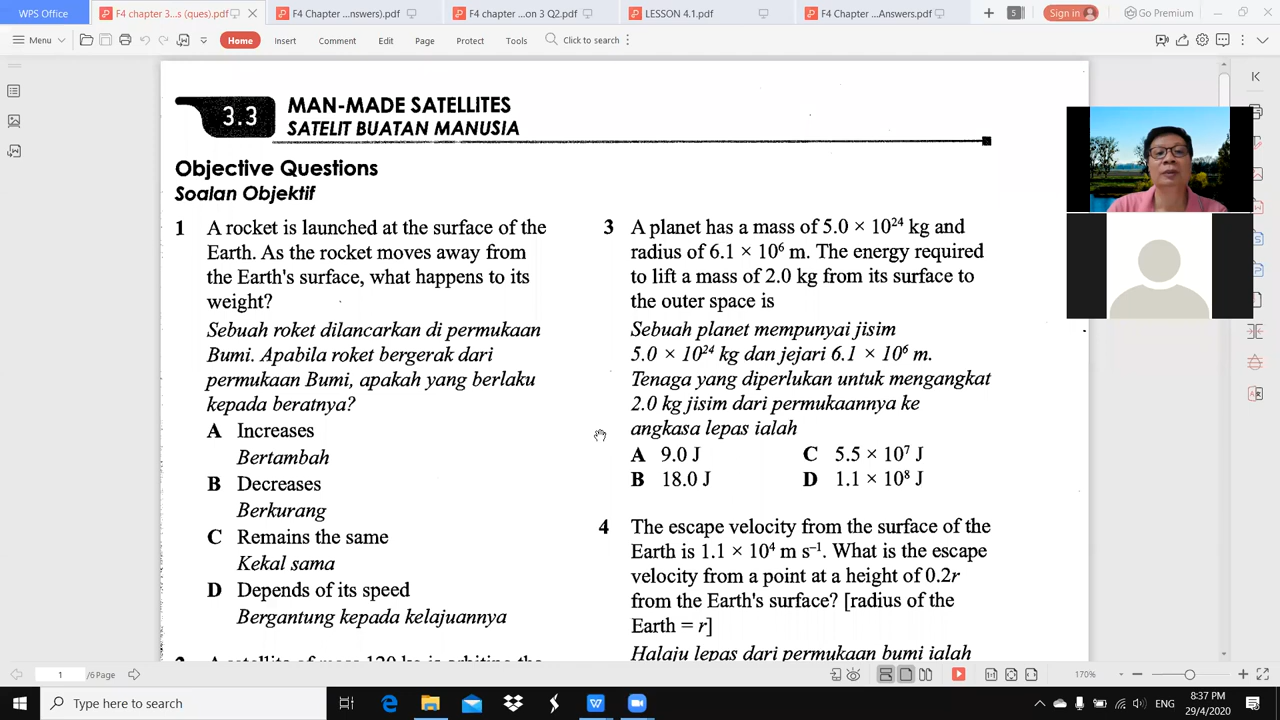 WPS Office
F4 chapter 3...s (ques).pdf
F4 chapter ...satellites.pdf
F4 chapter ...on 3 Q2.pdf
LESSON 4.1.pdf
F4 chapter ...Answers.pdf
S
Sign in
Go Premium
Menu
Home
Insert
Comment
Edit
Page
Protect
Tools
Click to search
3.3
MAN-MADE SATELLITES
SATELIT BUATAN MANUSIA
Objective Questions
Soalan Objektif
1 A rocket is launched at the surface of the
Earth. As the rocket moves away from
the Earth's surface, what happens to its
weight?
Sebuah roket dilancarkan di permukaan
Bumi. Apabila roket bergerak dari
permukaan Bumi, apakah yang berlaku
kepada beratnya?
A Increases
Bertambah
B Decreases
Berkurang
C Remains the same
Kekal sama
D Depends of its speed
Bergantung kepada kelajuannya
3 A planet has a mass of 5.0 × 10²⁴ kg and
radius of 6.1 × 10⁶ m. The energy required
to lift a mass of 2.0 kg from its surface to
the outer space is
Sebuah planet mempunyai jisim
5.0 × 10²⁴ kg dan jejari 6.1 × 10⁶ m.
Tenaga yang diperlukan untuk mengangkat
2.0 kg jisim dari permukaannya ke
angkasa lepas ialah
A 9.0 J C 5.5 × 10⁷ J
B 18.0 J D 1.1 × 10⁸ J
4 The escape velocity from the surface of the
Earth is 1.1 × 10⁴ m s⁻¹. What is the escape
velocity from a point at a height of 0.2r
from the Earth's surface? [radius of the
Earth = r]
Halaju lepas dari permukaan bumi ialah
1
/6Page
170%
Type here to search
ENG
8:37 PM
29/4/2020